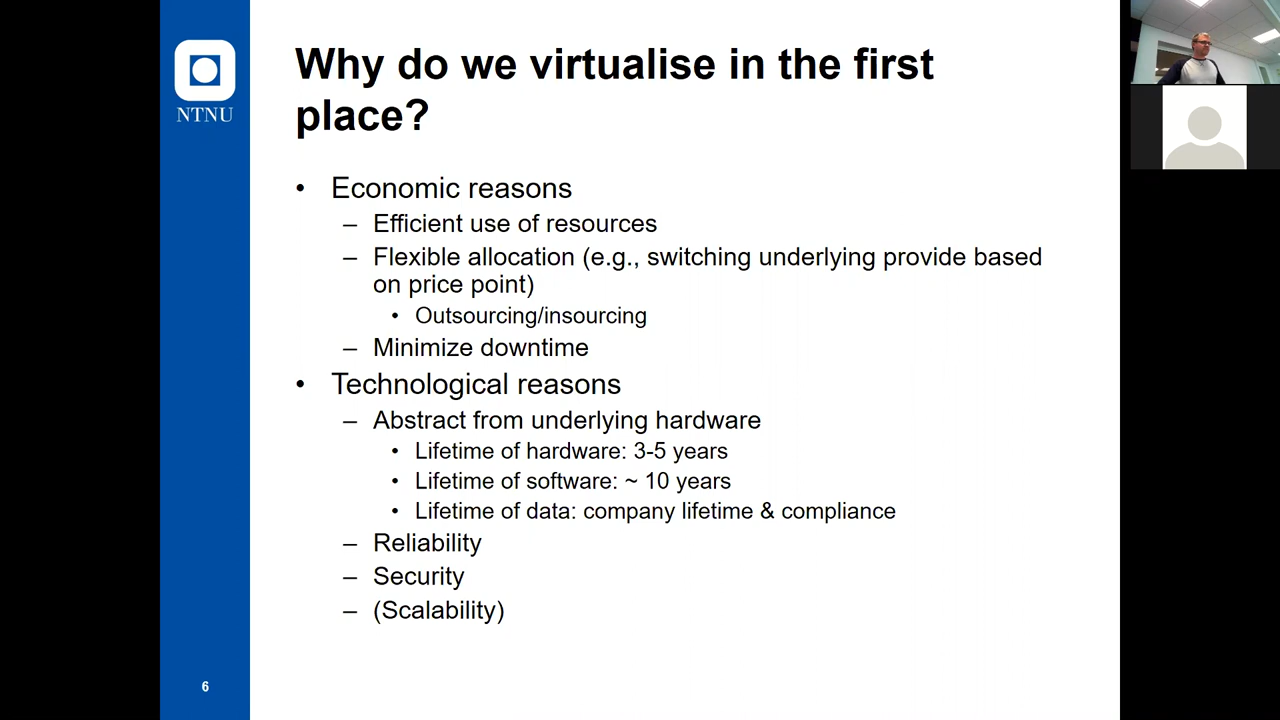 NTNU
Why do we virtualise in the first
place?
• Economic reasons
– Efficient use of resources
– Flexible allocation (e.g., switching underlying provide based
on price point)
• Outsourcing/insourcing
– Minimize downtime
• Technological reasons
– Abstract from underlying hardware
• Lifetime of hardware: 3-5 years
• Lifetime of software: ~ 10 years
• Lifetime of data: company lifetime & compliance
– Reliability
– Security
– (Scalability)
6